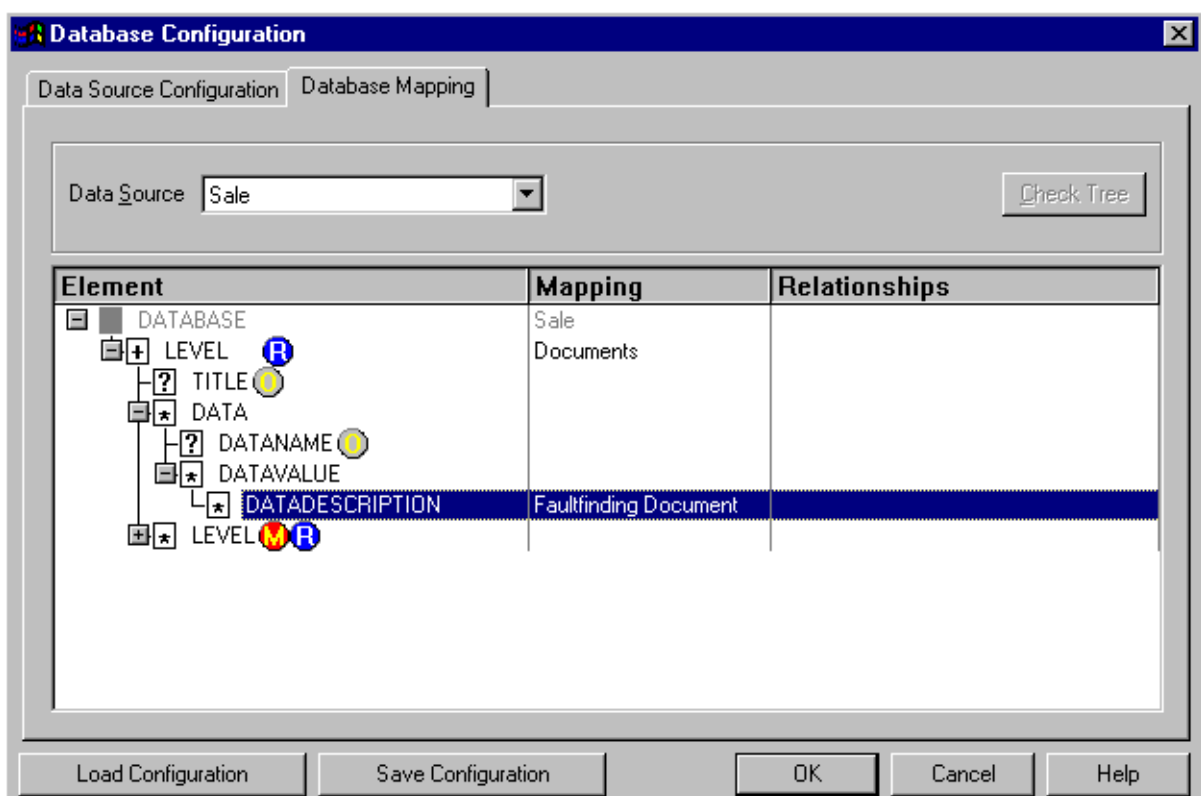 Database Configuration
Data Source Configuration Database Mapping
Data Source Sale Check Tree
Element Mapping Relationships
DATABASE Sale
+ LEVEL R Documents
? TITLE O
* DATA
? DATANAME O
* DATAVALUE
* DATADESCRIPTION Faultfinding Document
* LEVEL M R
Load Configuration Save Configuration OK Cancel Help